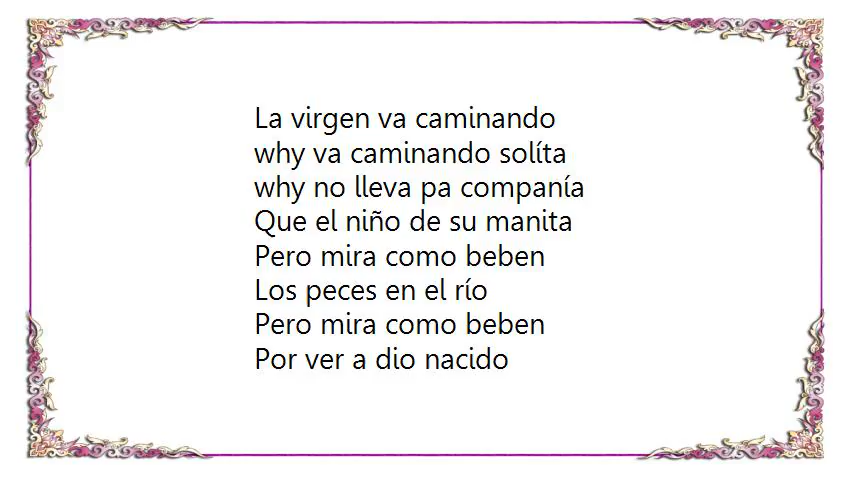 La virgen va caminando
why va caminando solíta
why no lleva pa companía
Que el niño de su manita
Pero mira como beben
Los peces en el río
Pero mira como beben
Por ver a dio nacido